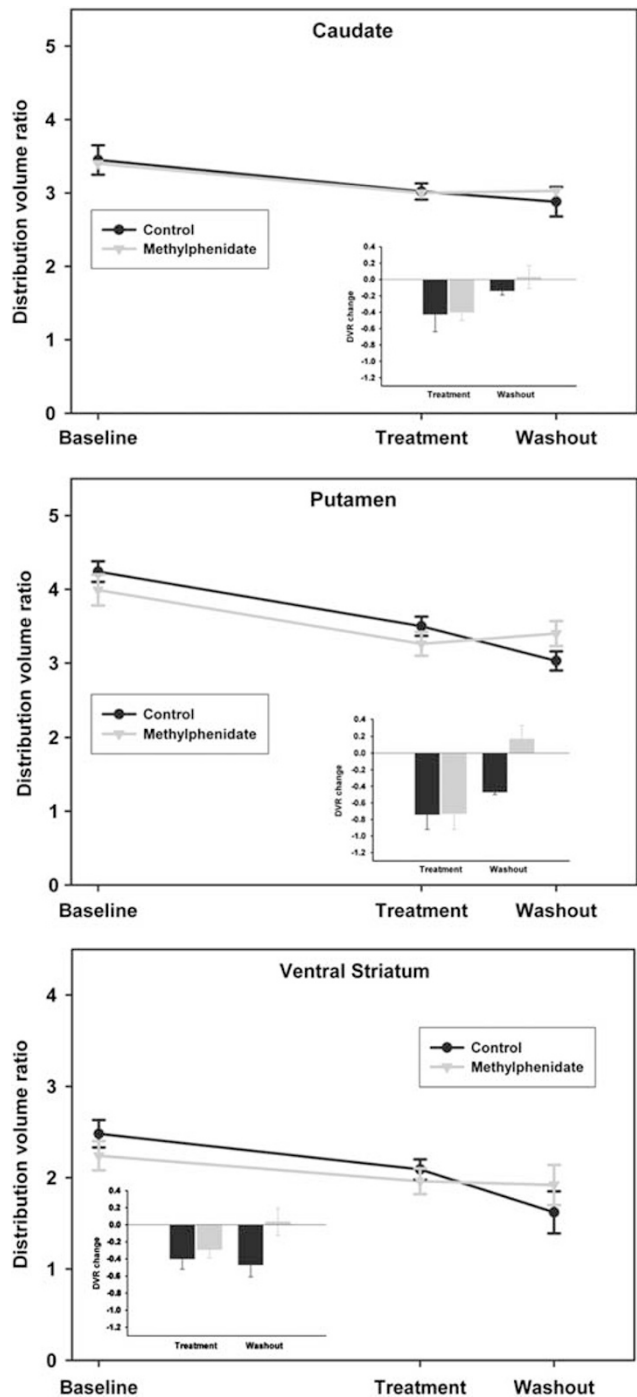 Caudate
Distribution volume ratio
5
4
3
2
1
0
Control
Methylphenidate
DVR change
0.4
0.2
0.0
-0.2
-0.4
-0.6
-0.8
-1.0
-1.2
Treatment Washout
Baseline Treatment Washout
Putamen
Distribution volume ratio
5
4
3
2
1
0
Control
Methylphenidate
DVR change
0.4
0.2
0.0
-0.2
-0.4
-0.6
-0.8
-1.0
-1.2
Treatment Washout
Baseline Treatment Washout
Ventral Striatum
Distribution volume ratio
4
3
2
1
0
Control
Methylphenidate
DVR change
0.4
0.2
0.0
-0.2
-0.4
-0.6
-0.8
-1.0
-1.2
Treatment Washout
Baseline Treatment Washout